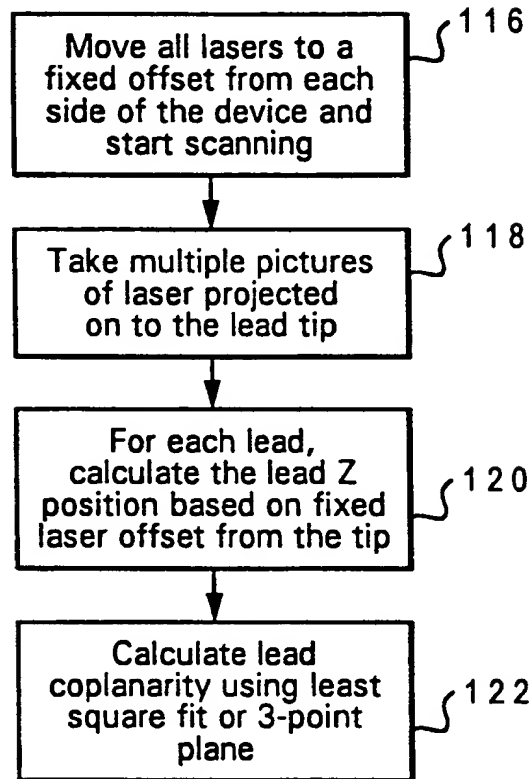 Move all lasers to a
fixed offset from each
side of the device and
start scanning
116
Take multiple pictures
of laser projected
on to the lead tip
118
For each lead,
calculate the lead Z
position based on fixed
laser offset from the tip
120
Calculate lead
coplanarity using least
square fit or 3-point
plane
122